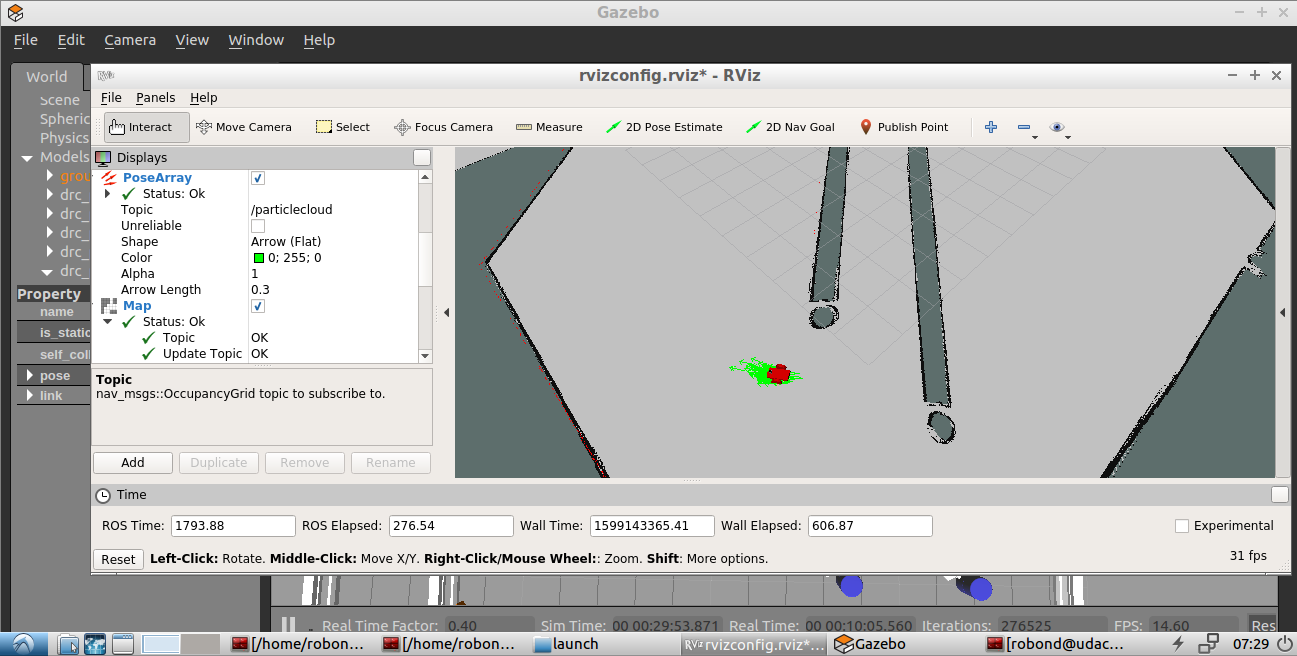 Gazebo
File Edit Camera View Window Help
World
rvizconfig.rviz* - RViz
Scene
File Panels Help
Spheric
Physics
Interact Move Camera Select Focus Camera Measure 2D Pose Estimate 2D Nav Goal Publish Point
Models
Displays
grou
PoseArray
drc_
Status: Ok
Topic /particlecloud
drc_
Unreliable
drc_
Shape Arrow (Flat)
drc_
Color 0; 255; 0
drc_
Alpha 1
Arrow Length 0.3
Property
Map
name
Status: Ok
is_static
Topic OK
self_coll
Update Topic OK
pose
Topic
nav_msgs::OccupancyGrid topic to subscribe to.
link
Add Duplicate Remove Rename
Time
ROS Time: 1793.88 ROS Elapsed: 276.54 Wall Time: 1599143365.41 Wall Elapsed: 606.87 Experimental
Reset Left-Click: Rotate. Middle-Click: Move X/Y. Right-Click/Mouse Wheel:: Zoom. Shift: More options. 31 fps
Real Time Factor: 0.40 Sim Time: 00 00:29:53.871 Real Time: 00 00:10:05.560 Iterations: 276525 FPS: 14.60 Res
[/home/robon... [/home/robon... launch RViz rvizconfig.rviz*... Gazebo [robond@udac... 07:29